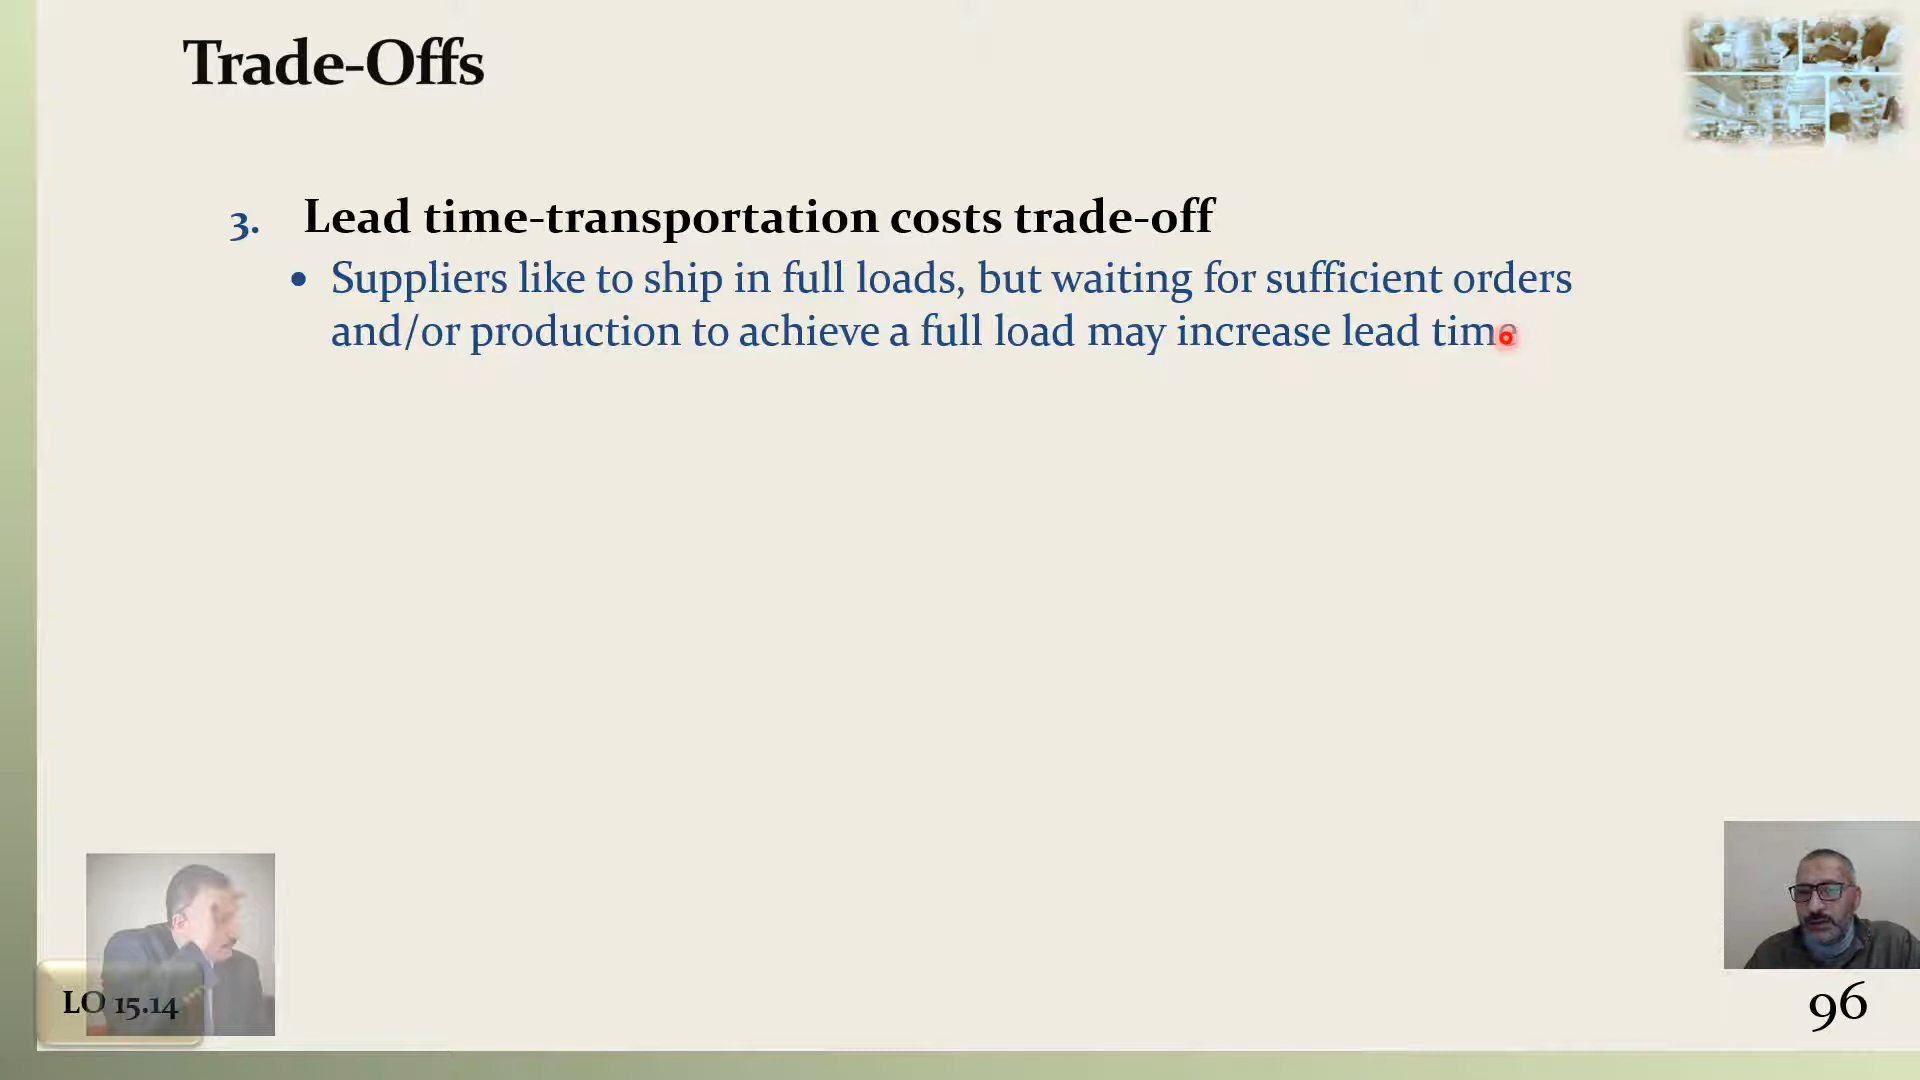 Trade-Offs
3. Lead time-transportation costs trade-off
• Suppliers like to ship in full loads, but waiting for sufficient orders
and/or production to achieve a full load may increase lead time
LO 15.14
96